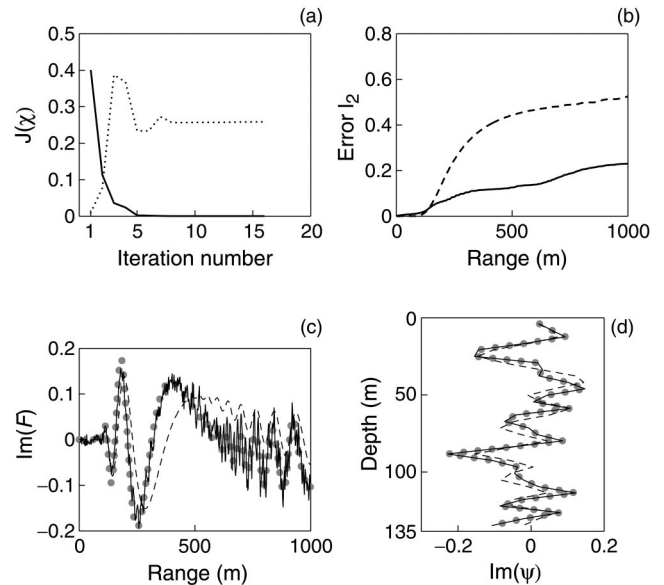 (a)
0.5
0.4
0.3
0.2
0.1
0
J(χ)
1 5 10 15 20
Iteration number
(b)
0.8
0.6
0.4
0.2
0
Error I₂
0 500 1000
Range (m)
(c)
0.2
0.1
0
−0.1
−0.2
Im(F)
0 500 1000
Range (m)
(d)
0
50
100
135
Depth (m)
−0.2 0 0.2
Im(ψ)